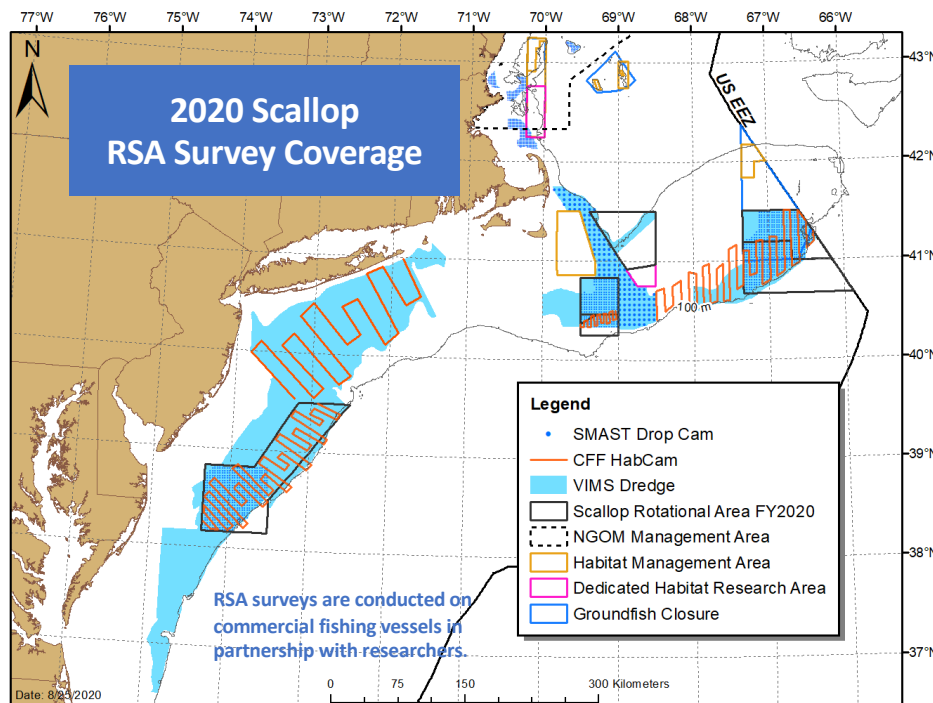 77°W 76°W 75°W 74°W 73°W 72°W 71°W 70°W 69°W 68°W 67°W 66°W
N
2020 Scallop
RSA Survey Coverage
US EEZ
43°N
42°N
41°N
40°N
38°N
37°N
100 m
Legend
SMAST Drop Cam
CFF HabCam
VIMS Dredge
Scallop Rotational Area FY2020
NGOM Management Area
Habitat Management Area
Dedicated Habitat Research Area
Groundfish Closure
RSA surveys are conducted on
commercial fishing vessels in
partnership with researchers.
0 75 150 300 Kilometers
Date: 8/25/2020